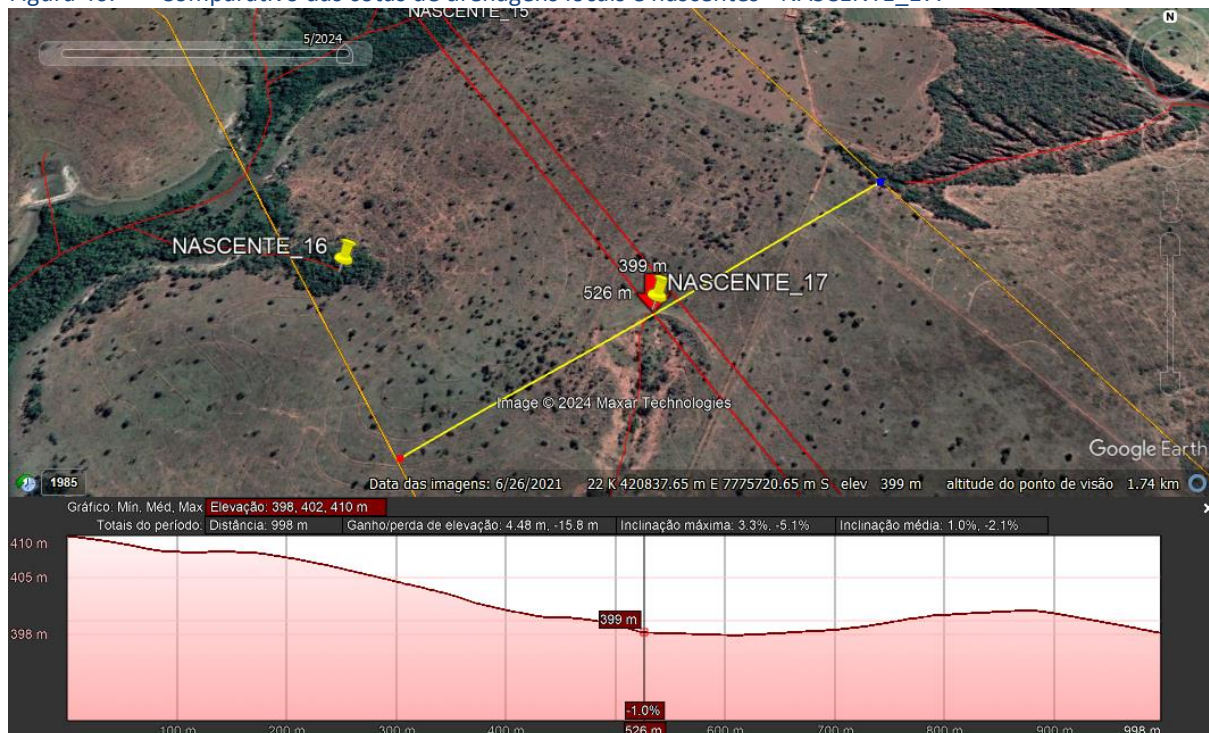 NASCENTE_15
N
5/2024
NASCENTE_16
399 m
526 m
NASCENTE_17
Image © 2024 Maxar Technologies
Google Earth
1985
Data das imagens: 6/26/2021 22 K 420837.65 m E 7775720.65 m S elev 399 m altitude do ponto de visão 1.74 km
Gráfico: Mín, Méd, Max Elevação: 398, 402, 410 m
Totais do período: Distância: 998 m Ganho/perda de elevação: 4.48 m, -15.8 m Inclinação máxima: 3.3%, -5.1% Inclinação média: 1.0%, -2.1%
410 m
405 m
399 m
398 m
-1.0%
100 m 200 m 300 m 400 m 526 m 600 m 700 m 800 m 900 m 998 m